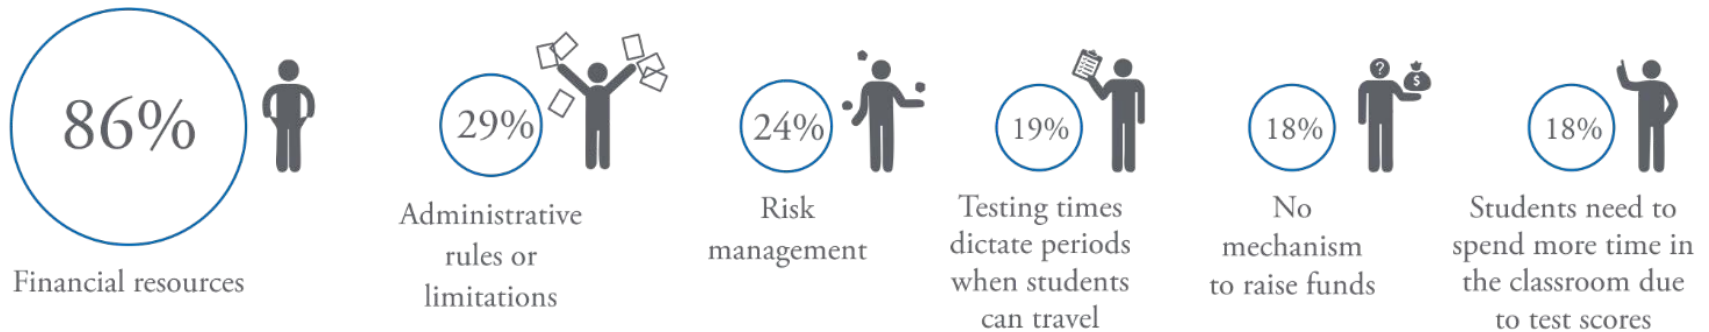 86%
Financial resources
29%
Administrative
rules or
limitations
24%
Risk
management
19%
Testing times
dictate periods
when students
can travel
?
$
18%
No
mechanism
to raise funds
18%
Students need to
spend more time in
the classroom due
to test scores